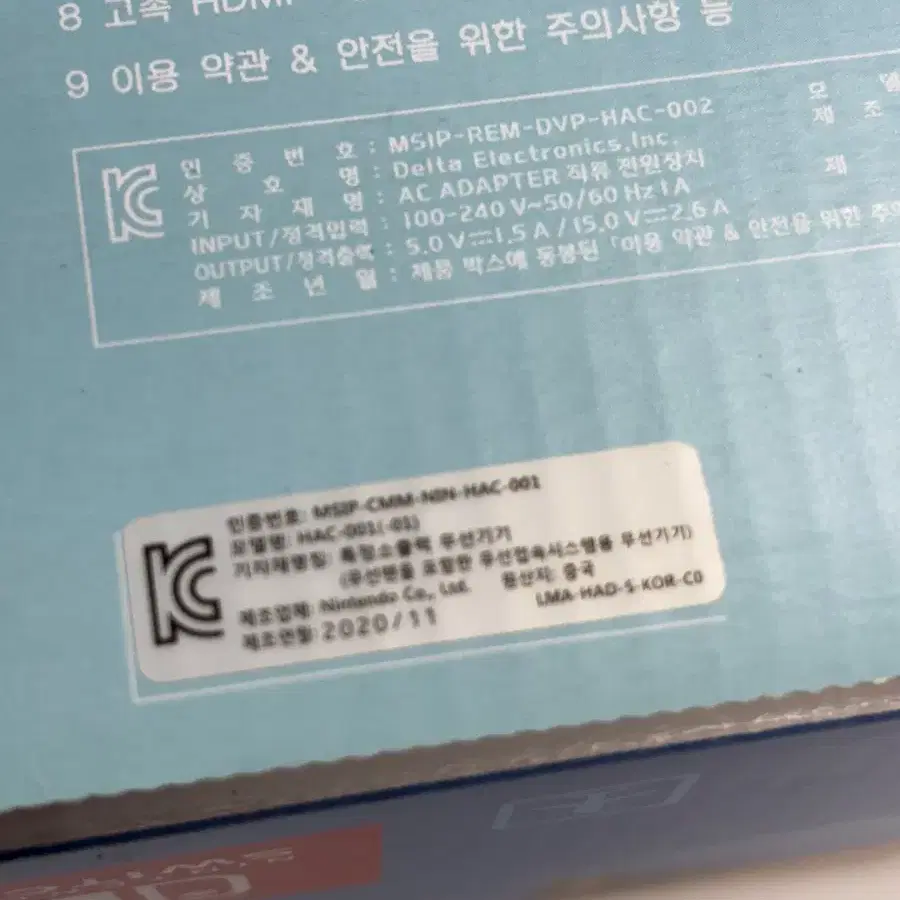 8 고속 HDMI
9 이용 약관 & 안전을 위한 주의사항 등
인 증 번 호 : MSIP-REM-DVP-HAC-002
모 델
상 호 명 : Delta Electronics,Inc.
제 조
기 자 재 명 : AC ADAPTER 직류 전원장치
INPUT/정격입력 : 100-240 V~50/60 Hz 1 A
제
OUTPUT/정격출력 : 5.0 V⎓1.5 A / 15.0 V⎓2.6 A
제 조 년 월 : 제품 박스에 동봉된 「이용 약관 & 안전을 위한 주의
인증번호: MSIP-CMM-NIN-HAC-001
모델명: HAC-001(-01)
기자재명칭: 특정소출력 무선기기
(무선랜을 포함한 무선접속시스템용 무선기기)
제조업체: Nintendo Co., Ltd. 원산지: 중국
제조연월: 2020/11 LMA-HAD-S-KOR-C0